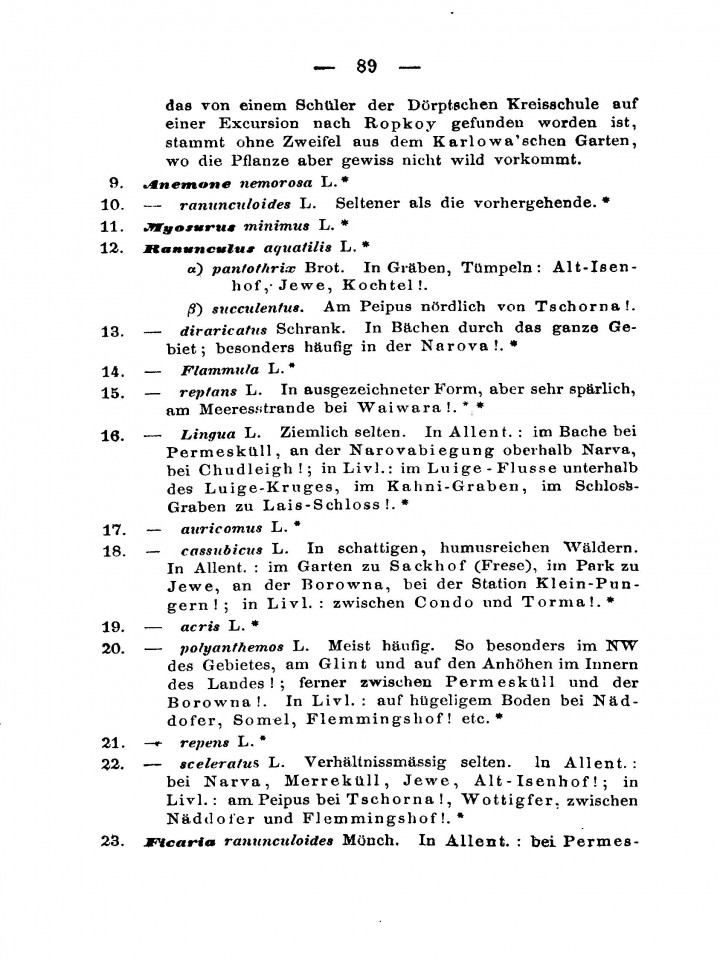 — 89 —
das von einem Schüler der Dörptschen Kreisschule auf
einer Excursion nach Ropkoy gefunden worden ist,
stammt ohne Zweifel aus dem Karlowa'schen Garten,
wo die Pflanze aber gewiss nicht wild vorkommt.
9. Anemone nemorosa L.*
10. — ranunculoides L. Seltener als die vorhergehende.*
11. Myosurus minimus L.*
12. Ranunculus aquatilis L.*
α) pantothrix Brot. In Gräben, Tümpeln: Alt-Isen-
hof, Jewe, Kochtel!.
β) succulentus. Am Peipus nördlich von Tschorna!.
13. — diraricatus Schrank. In Bächen durch das ganze Ge-
biet; besonders häufig in der Narova!.*
14. — Flammula L.*
15. — reptans L. In ausgezeichneter Form, aber sehr spärlich,
am Meeresstrande bei Waiwara!.**
16. — Lingua L. Ziemlich selten. In Allent.: im Bache bei
Permesküll, an der Narovabiegung oberhalb Narva,
bei Chudleigh!; in Livl.: im Luige-Flusse unterhalb
des Luige-Kruges, im Kahni-Graben, im Schloss-
Graben zu Lais-Schloss!.*
17. — auricomus L.*
18. — cassubicus L. In schattigen, humusreichen Wäldern.
In Allent.: im Garten zu Sackhof (Frese), im Park zu
Jewe, an der Borowna, bei der Station Klein-Pun-
gern!; in Livl.: zwischen Condo und Torma!.*
19. — acris L.*
20. — polyanthemos L. Meist häufig. So besonders im NW
des Gebietes, am Glint und auf den Anhöhen im Innern
des Landes!; ferner zwischen Permesküll und der
Borowna!. In Livl.: auf hügeligem Boden bei Näd-
dofer, Somel, Flemmingshof! etc.*
21. — repens L.*
22. — sceleratus L. Verhältnissmässig selten. In Allent.:
bei Narva, Merreküll, Jewe, Alt-Isenhof!; in
Livl.: am Peipus bei Tschorna!, Wottigfer, zwischen
Näddofer und Flemmingshof!.*
23. Ficaria ranunculoides Mönch. In Allent.: bei Permes-